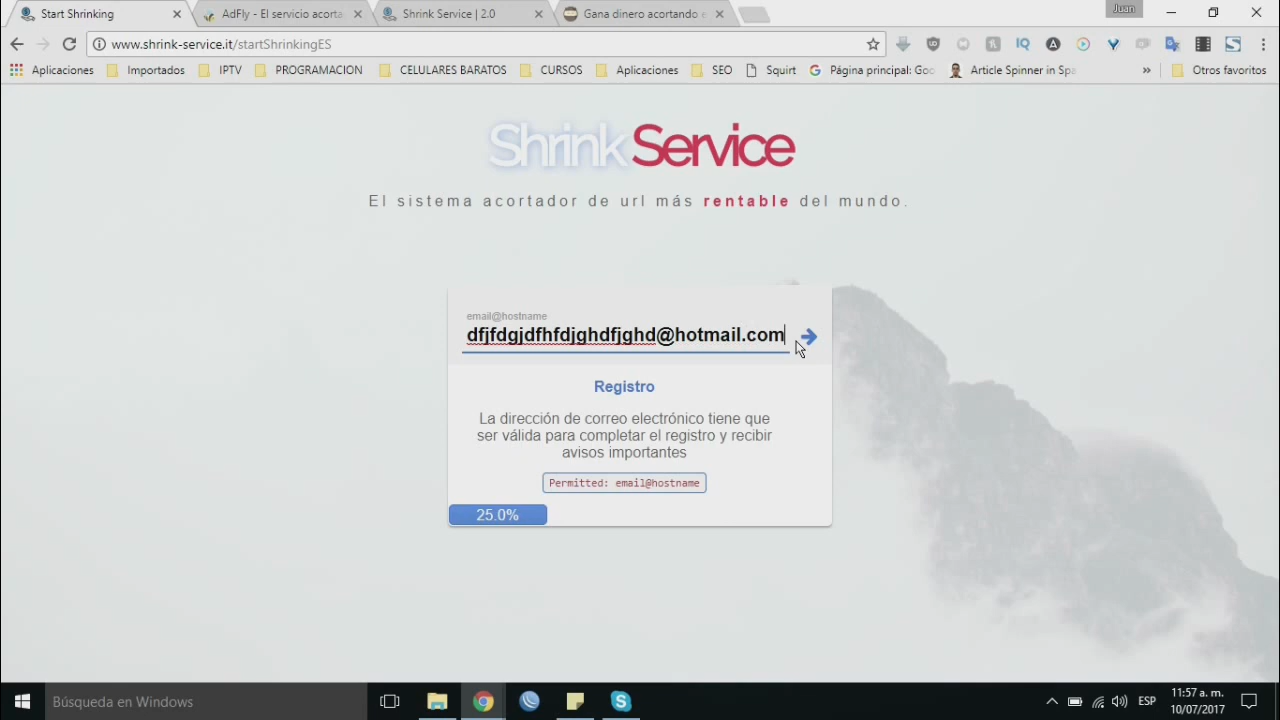 Start Shrinking
AdFly - El servicio acorta
Shrink Service | 2.0
Gana dinero acortando e
Juan
www.shrink-service.it/startShrinkingES
Aplicaciones
Importados
IPTV
PROGRAMACION
CELULARES BARATOS
CURSOS
Aplicaciones
SEO
Squirt
Página principal: Goo
Article Spinner in Spa
»
Otros favoritos
ShrinkService
El sistema acortador de url más rentable del mundo.
email@hostname
dfjfdgjdfhfdjghdfjghd@hotmail.com
Registro
La dirección de correo electrónico tiene que
ser válida para completar el registro y recibir
avisos importantes
Permitted: email@hostname
25.0%
Búsqueda en Windows
ESP
11:57 a. m.
10/07/2017